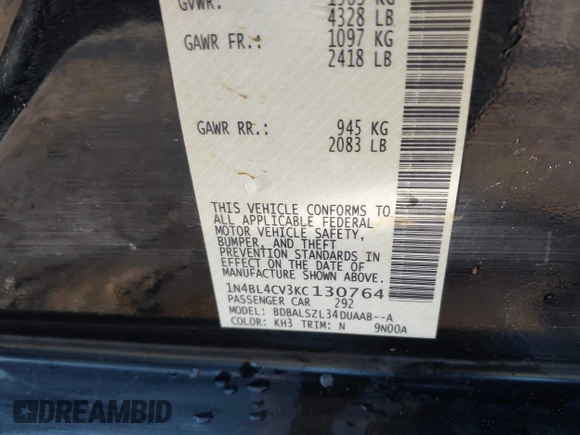 GVWR:
4328 LB
GAWR FR.: 1097 KG
2418 LB
GAWR RR.: 945 KG
2083 LB
THIS VEHICLE CONFORMS TO
ALL APPLICABLE FEDERAL
MOTOR VEHICLE SAFETY,
BUMPER, AND THEFT
PREVENTION STANDARDS IN
EFFECT ON THE DATE OF
MANUFACTURE SHOWN ABOVE.
1N4BL4CV3KC130764
PASSENGER CAR 292
MODEL: BDBALSZL34DUAAB--A
COLOR: KH3 TRIM: N 9N00A
DREAMBID